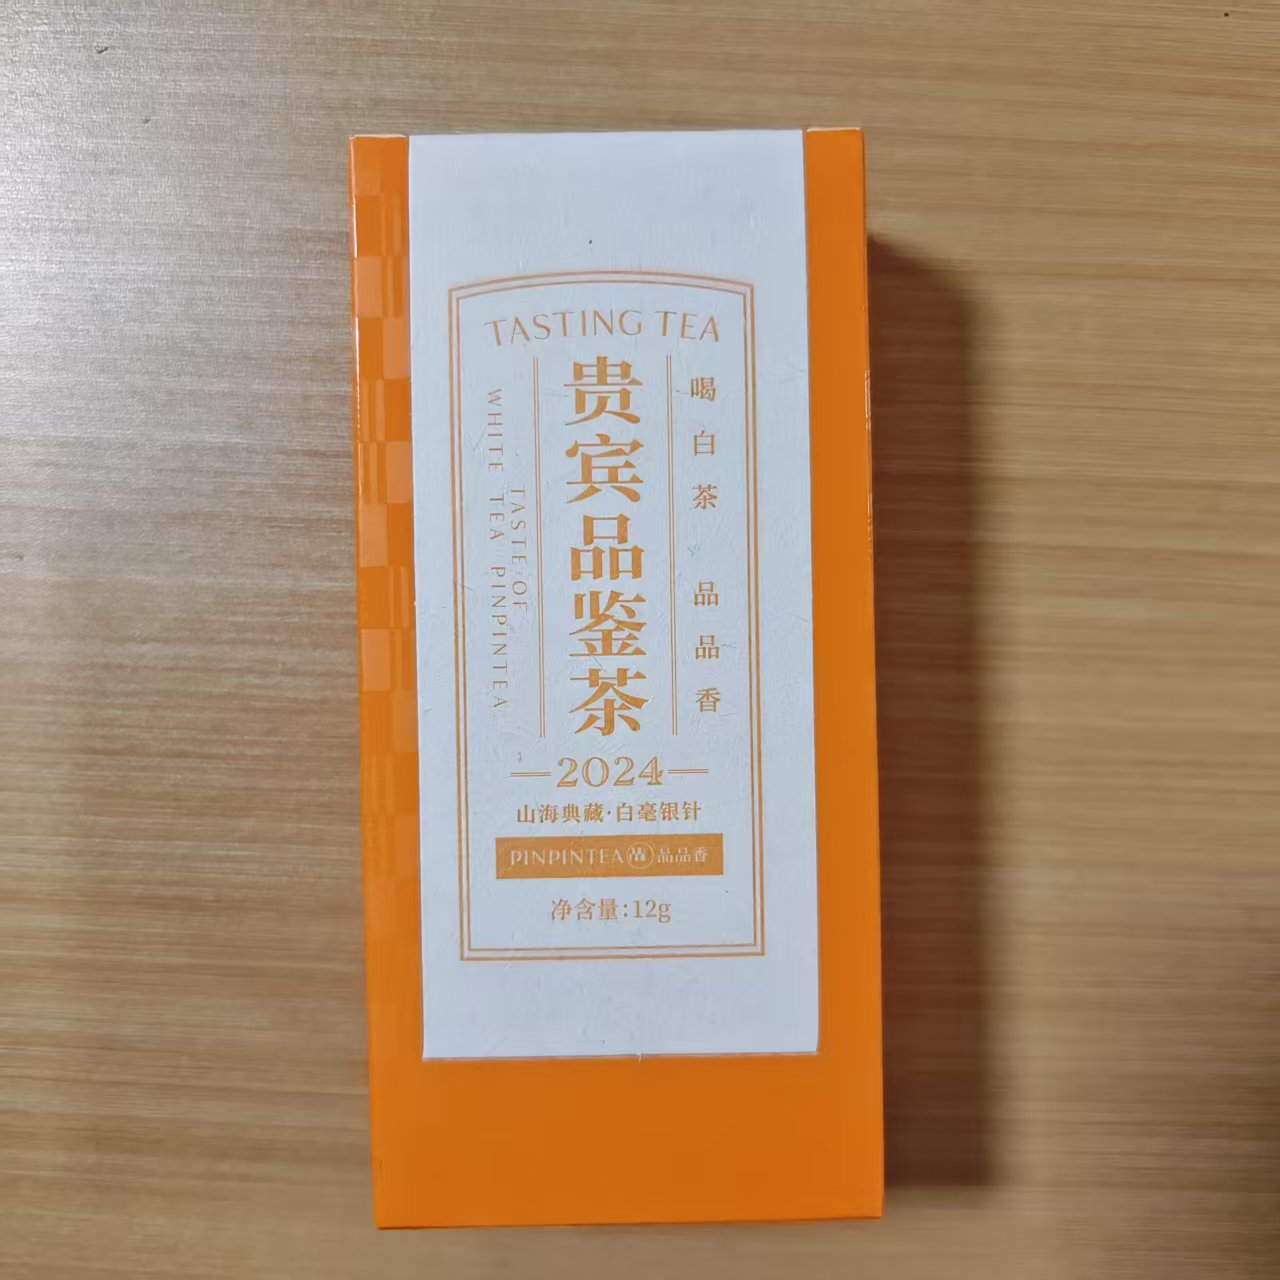 TASTING TEA
喝白茶 品品香
贵宾品鉴茶
TASTE OF
WHITE TEA PINPINTEA
2024
山海典藏·白毫银针
PINPINTEA 品品香
净含量:12g